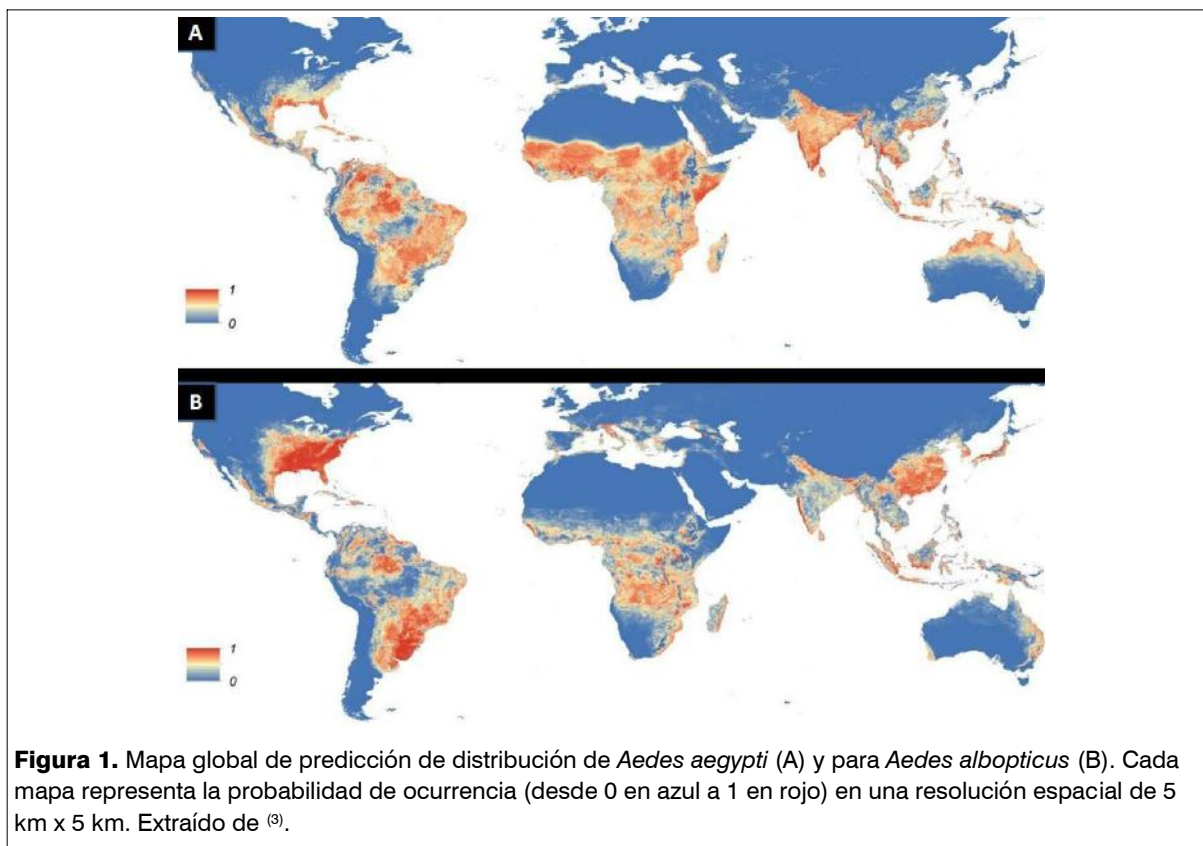 A
1
0
B
1
0
Figura 1. Mapa global de predicción de distribución de Aedes aegypti (A) y para Aedes albopticus (B). Cada
mapa representa la probabilidad de ocurrencia (desde 0 en azul a 1 en rojo) en una resolución espacial de 5
km x 5 km. Extraído de (3).